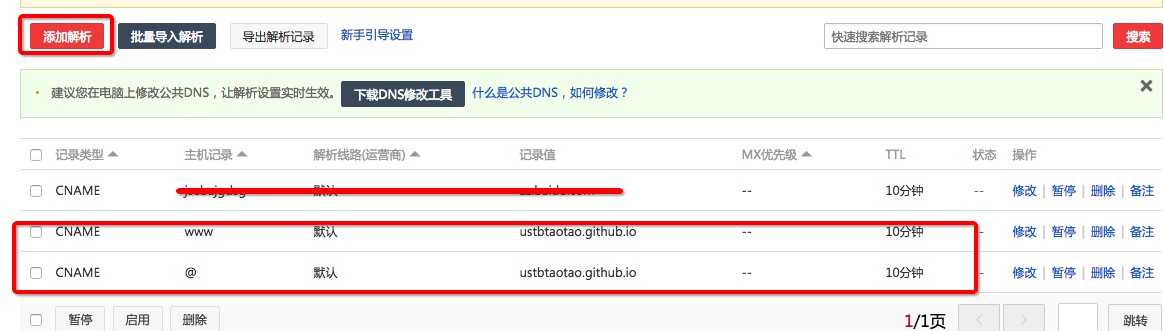 添加解析 批量导入解析 导出解析记录 新手引导设置 快速搜索解析记录 搜索
建议您在电脑上修改公共DNS，让解析设置实时生效。 下载DNS修改工具 什么是公共DNS，如何修改？
记录类型 主机记录 解析线路(运营商) 记录值 MX优先级 TTL 状态 操作
CNAME 默认 -- 10分钟 -- 修改 | 暂停 | 删除 | 备注
CNAME www 默认 ustbtaotao.github.io -- 10分钟 -- 修改 | 暂停 | 删除 | 备注
CNAME @ 默认 ustbtaotao.github.io -- 10分钟 -- 修改 | 暂停 | 删除 | 备注
暂停 启用 删除 1/1页 < > 跳转